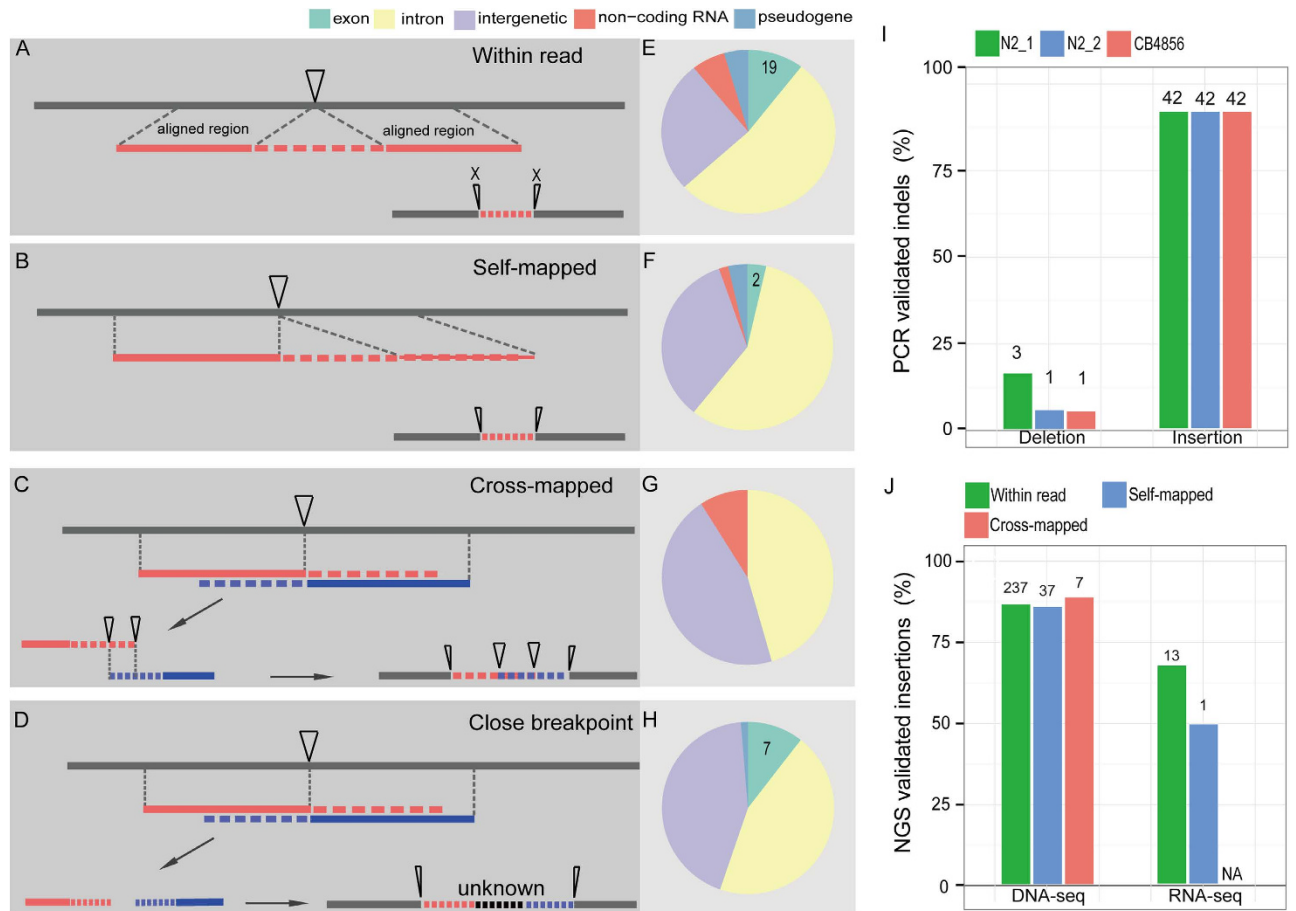 exon intron intergenetic non-coding RNA pseudogene
A
Within read
aligned region
aligned region
X X
B
Self-mapped
C
Cross-mapped
D
Close breakpoint
unknown
E
19
F
2
G
H
7
I
N2_1 N2_2 CB4856
PCR validated indels (%)
100
75
50
25
0
3
1
1
42
42
42
Deletion
Insertion
J
Within read
Self-mapped
Cross-mapped
NGS validated insertions (%)
100
75
50
25
0
237
37
7
13
1
NA
DNA-seq
RNA-seq